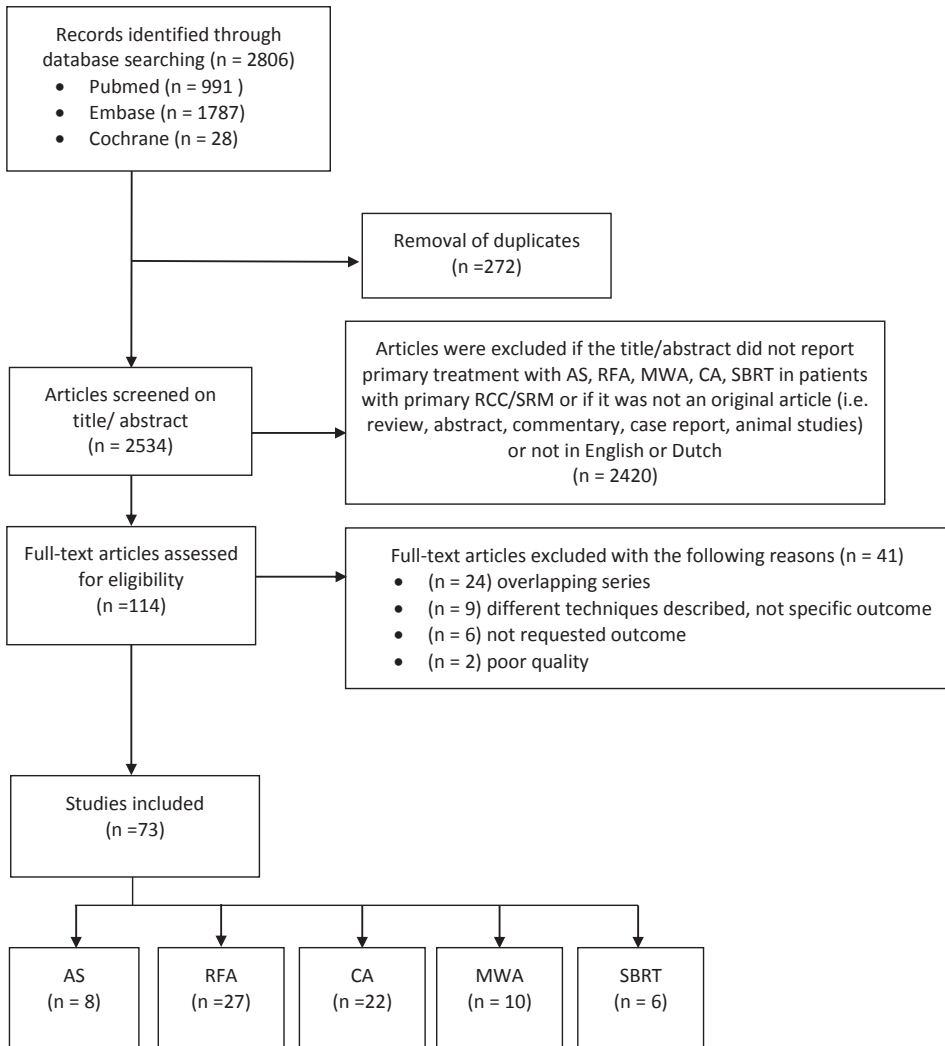 Records identified through
database searching (n = 2806)
• Pubmed (n = 991 )
• Embase (n = 1787)
• Cochrane (n = 28)
Removal of duplicates
(n =272)
Articles screened on
title/ abstract
(n = 2534)
Articles were excluded if the title/abstract did not report
primary treatment with AS, RFA, MWA, CA, SBRT in patients
with primary RCC/SRM or if it was not an original article (i.e.
review, abstract, commentary, case report, animal studies)
or not in English or Dutch
(n = 2420)
Full-text articles assessed
for eligibility
(n =114)
Full-text articles excluded with the following reasons (n = 41)
• (n = 24) overlapping series
• (n = 9) different techniques described, not specific outcome
• (n = 6) not requested outcome
• (n = 2) poor quality
Studies included
(n =73)
AS
(n = 8)
RFA
(n =27)
CA
(n =22)
MWA
(n = 10)
SBRT
(n = 6)